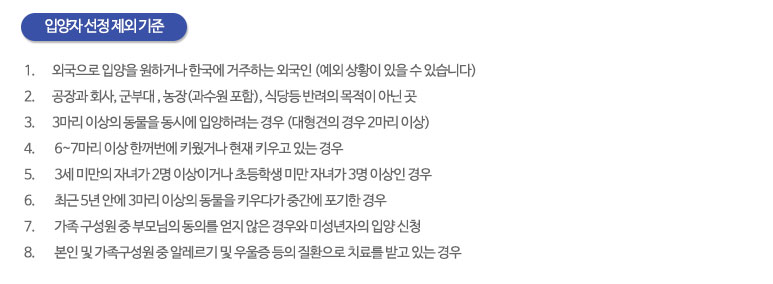 입양자 선정 제외 기준
1. 외국으로 입양을 원하거나 한국에 거주하는 외국인 (예외 상황이 있을 수 있습니다)
2. 공장과 회사, 군부대 , 농장(과수원 포함) , 식당등 반려의 목적이 아닌 곳
3. 3마리 이상의 동물을 동시에 입양하려는 경우 (대형견의 경우 2마리 이상)
4. 6~7마리 이상 한꺼번에 키웠거나 현재 키우고 있는 경우
5. 3세 미만의 자녀가 2명 이상이거나 초등학생 미만 자녀가 3명 이상인 경우
6. 최근 5년 안에 3마리 이상의 동물을 키우다가 중간에 포기한 경우
7. 가족 구성원 중 부모님의 동의를 얻지 않은 경우와 미성년자의 입양 신청
8. 본인 및 가족구성원 중 알레르기 및 우울증 등의 질환으로 치료를 받고 있는 경우